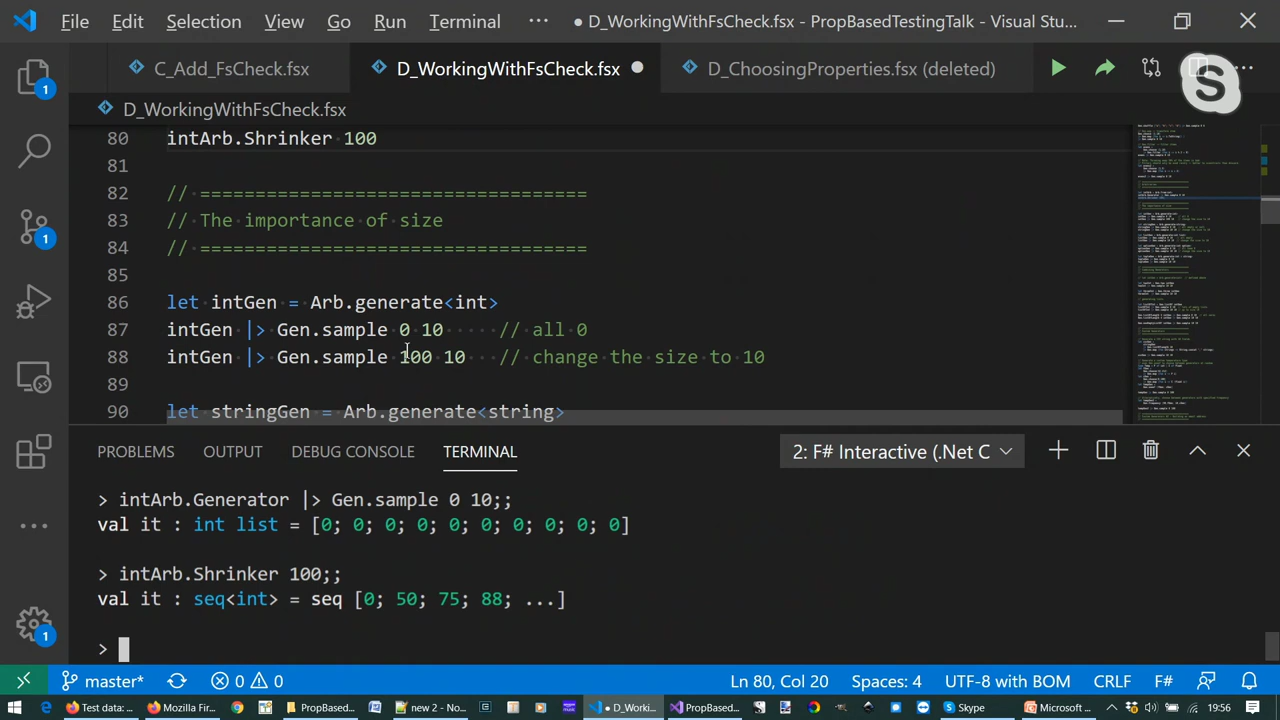 File Edit Selection View Go Run Terminal ··· ● D_WorkingWithFsCheck.fsx - PropBasedTestingTalk - Visual Stu...
C_Add_FsCheck.fsx D_WorkingWithFsCheck.fsx ● D_ChoosingProperties.fsx (deleted)
D_WorkingWithFsCheck.fsx
80 intArb.Shrinker 100
81
82 // ===================================
83 // The importance of size
84 // ===================================
85
86 let intGen = Arb.generate<int>
87 intGen |> Gen.sample 0 10 // all 0
88 intGen |> Gen.sample 100 // change the size to 10
89
90 let stringGen = Arb.generate<string>
PROBLEMS OUTPUT DEBUG CONSOLE TERMINAL 2: F# Interactive (.Net C
> intArb.Generator |> Gen.sample 0 10;;
val it : int list = [0; 0; 0; 0; 0; 0; 0; 0; 0; 0]
> intArb.Shrinker 100;;
val it : seq<int> = seq [0; 50; 75; 88; ...]
>
master* 0 0 Ln 80, Col 20 Spaces: 4 UTF-8 with BOM CRLF F#
Test data: ... Mozilla Fir... PropBased... new 2 - No... ● D_Worki... PropBased... Skype Microsoft ... 19:56